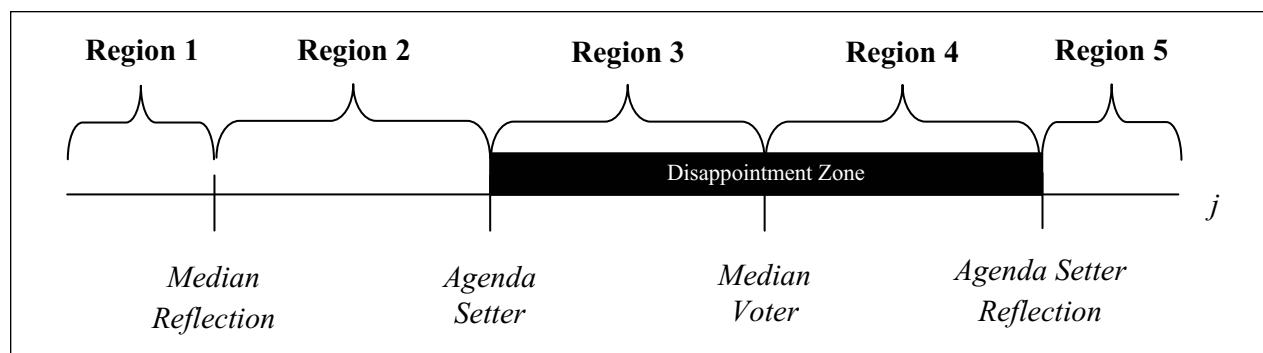 Region 1 Region 2 Region 3 Region 4 Region 5
Disappointment Zone
j
Median Reflection
Agenda Setter
Median Voter
Agenda Setter Reflection